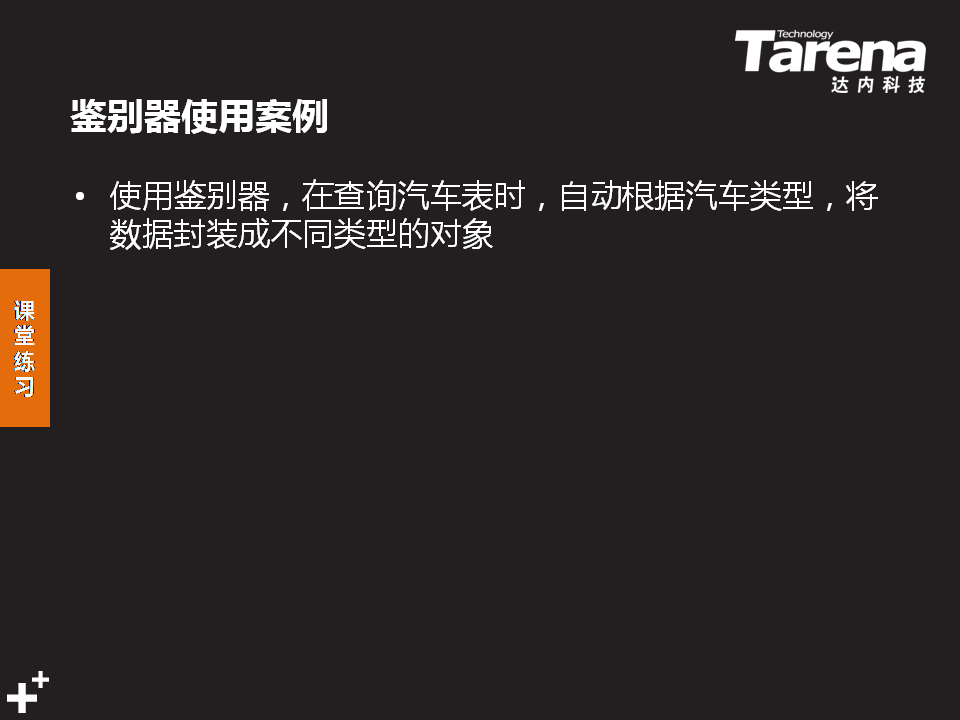 Technology
Tarena
达内科技
鉴别器使用案例
• 使用鉴别器，在查询汽车表时，自动根据汽车类型，将
数据封装成不同类型的对象
课
堂
练
习